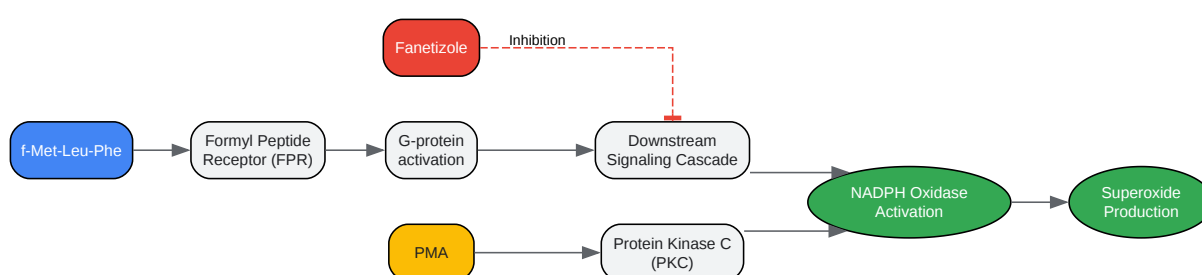 Fanetizole
Inhibition
f-Met-Leu-Phe
Formyl Peptide
Receptor (FPR)
G-protein
activation
Downstream
Signaling Cascade
NADPH Oxidase
Activation
Superoxide
Production
PMA
Protein Kinase C
(PKC)